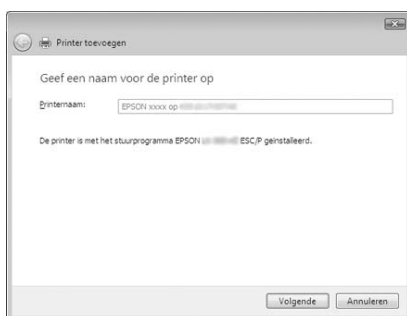 Printer toevoegen
Geef een naam voor de printer op
Printernaam: EPSON xxxx op
De printer is met het stuurprogramma EPSON ESC/P geïnstalleerd.
Volgende Annuleren